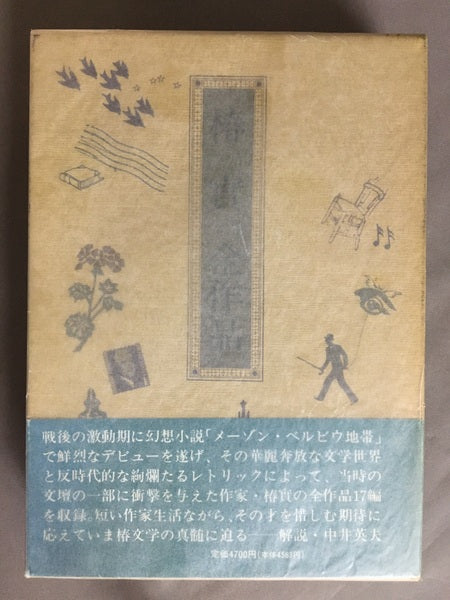 椿實全作品
戦後の激動期に幻想小説「メーゾン・ベルビウ地帯」
で鮮烈なデビューを遂げ、その華麗奔放な文学世界
と反時代的な絢爛たるレトリックによって、当時の
文壇の一部に衝撃を与えた作家・椿實の全作品17編
を収録。短い作家生活ながら、その才を惜しむ期待に
応えていま椿文学の真髄に迫る——解説・中井英夫
定価4700円(本体4563円)